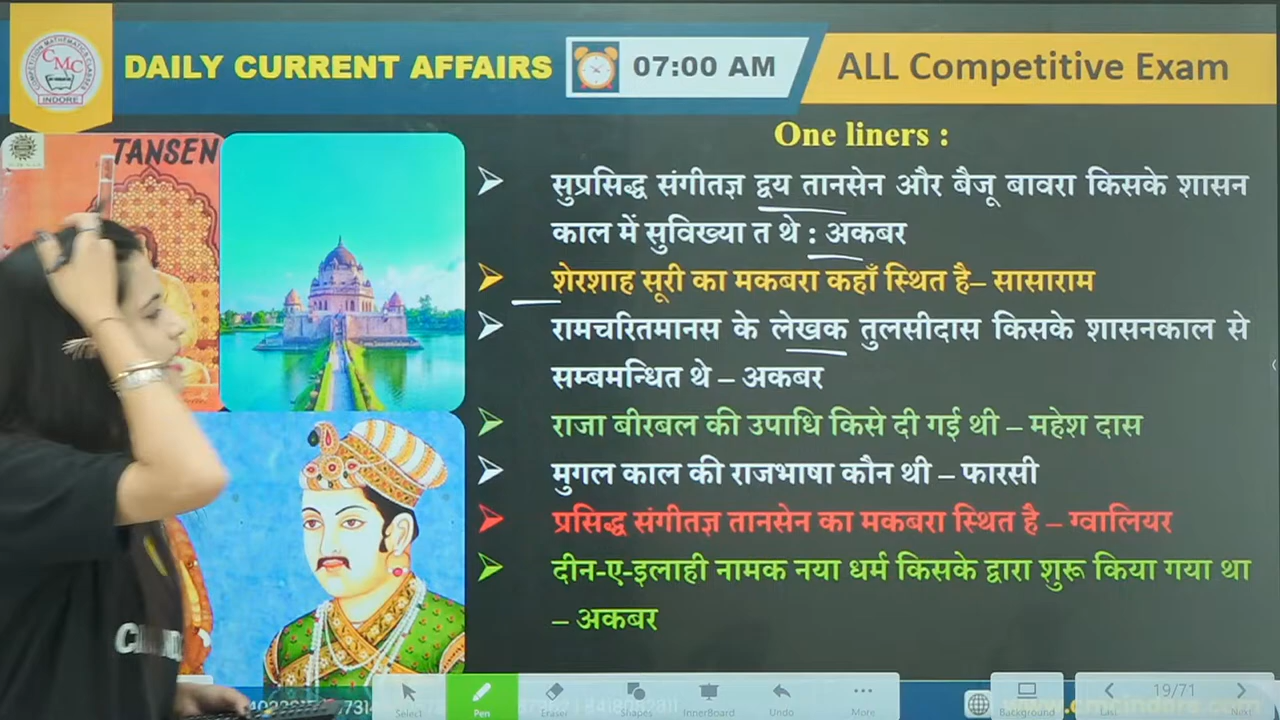 COMPETITION MATHEMATICS CLASSES
CMC
INDORE
DAILY CURRENT AFFAIRS
07:00 AM
ALL Competitive Exam
TANSEN
One liners :
सुप्रसिद्ध संगीतज्ञ द्वय तानसेन और बैजू बावरा किसके शासन
काल में सुविख्या त थे : अकबर
शेरशाह सूरी का मकबरा कहाँ स्थित है– सासाराम
रामचरितमानस के लेखक तुलसीदास किसके शासनकाल से
सम्बमन्धित थे – अकबर
राजा बीरबल की उपाधि किसे दी गई थी – महेश दास
मुगल काल की राजभाषा कौन थी – फारसी
प्रसिद्ध संगीतज्ञ तानसेन का मकबरा स्थित है – ग्वालियर
दीन-ए-इलाही नामक नया धर्म किसके द्वारा शुरू किया गया था
– अकबर
Select
Pen
Eraser
Shapes
InnerBoard
Undo
More
Background
19/71
Next